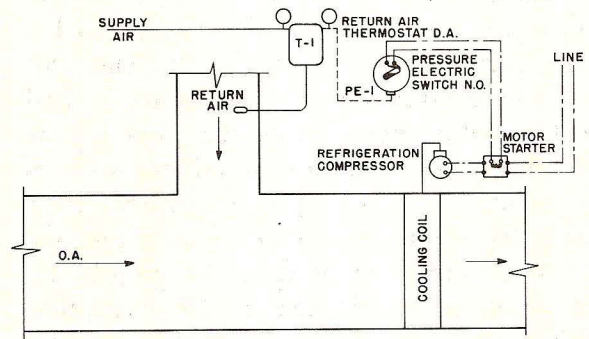 SUPPLY
AIR
T-1
RETURN AIR
THERMOSTAT D.A.
PRESSURE
ELECTRIC
SWITCH N.O.
LINE
PE-1
RETURN
AIR
MOTOR
STARTER
REFRIGERATION
COMPRESSOR
O.A.
COOLING COIL